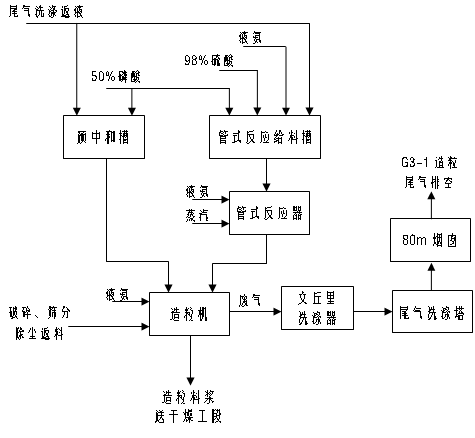 尾气洗涤返液
液氨
98%硫酸
50%磷酸
预中和槽
管式反应给料槽
液氨
蒸汽
管式反应器
G3-1 造粒
尾气排空
80m 烟囱
液氨
破碎、筛分
除尘返料
造粒机
废气
文丘里
洗涤器
尾气洗涤塔
造粒料浆
送干燥工段